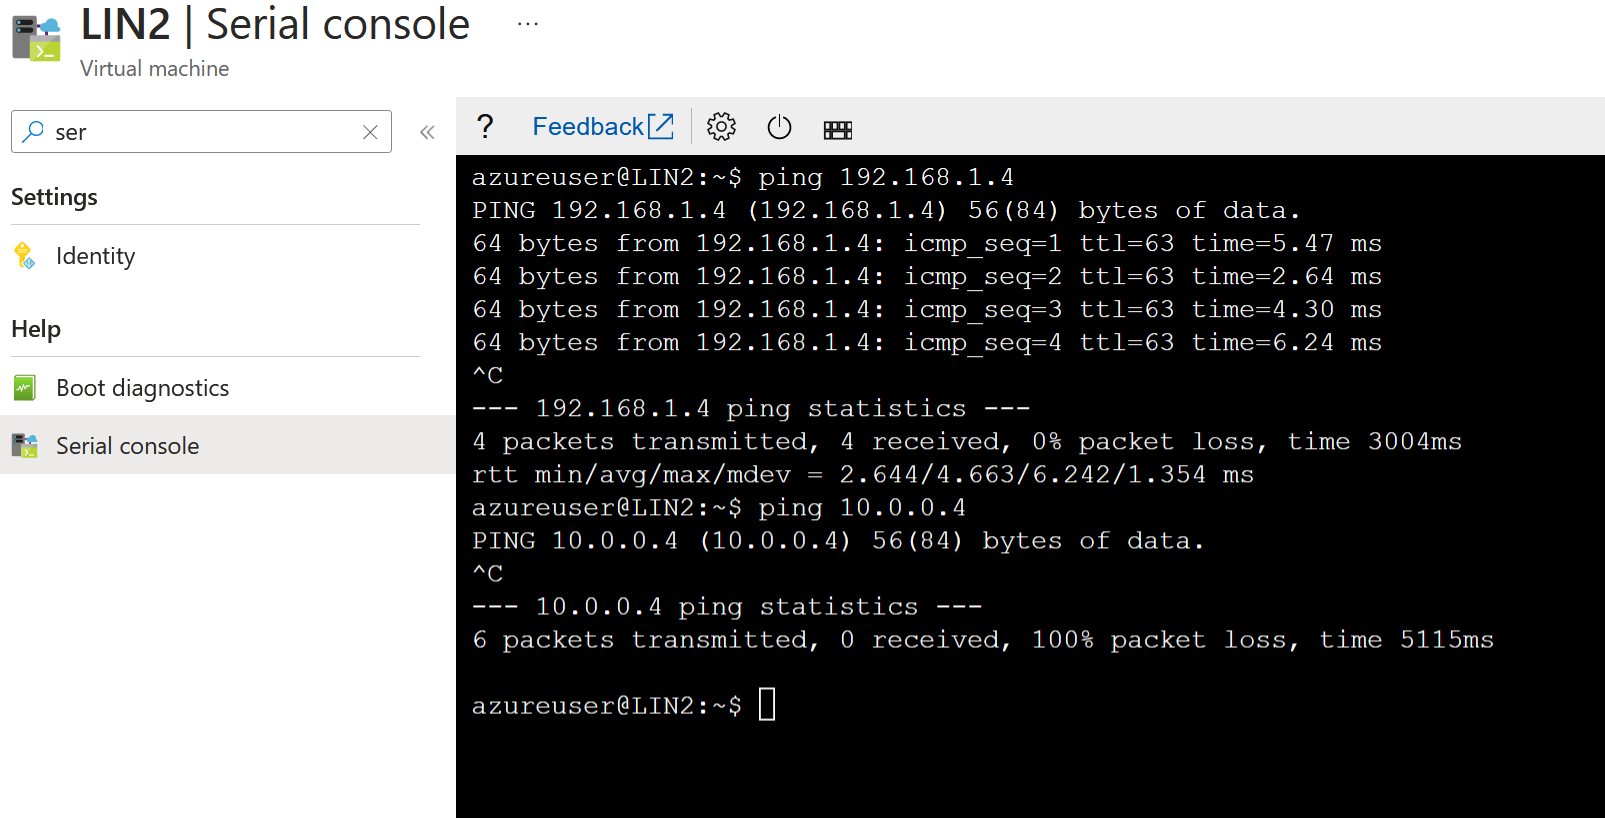 LIN2 | Serial console ...
Virtual machine
ser
Settings
Identity
Help
Boot diagnostics
Serial console
? Feedback
azureuser@LIN2:~$ ping 192.168.1.4
PING 192.168.1.4 (192.168.1.4) 56(84) bytes of data.
64 bytes from 192.168.1.4: icmp_seq=1 ttl=63 time=5.47 ms
64 bytes from 192.168.1.4: icmp_seq=2 ttl=63 time=2.64 ms
64 bytes from 192.168.1.4: icmp_seq=3 ttl=63 time=4.30 ms
64 bytes from 192.168.1.4: icmp_seq=4 ttl=63 time=6.24 ms
^C
--- 192.168.1.4 ping statistics ---
4 packets transmitted, 4 received, 0% packet loss, time 3004ms
rtt min/avg/max/mdev = 2.644/4.663/6.242/1.354 ms
azureuser@LIN2:~$ ping 10.0.0.4
PING 10.0.0.4 (10.0.0.4) 56(84) bytes of data.
^C
--- 10.0.0.4 ping statistics ---
6 packets transmitted, 0 received, 100% packet loss, time 5115ms
azureuser@LIN2:~$